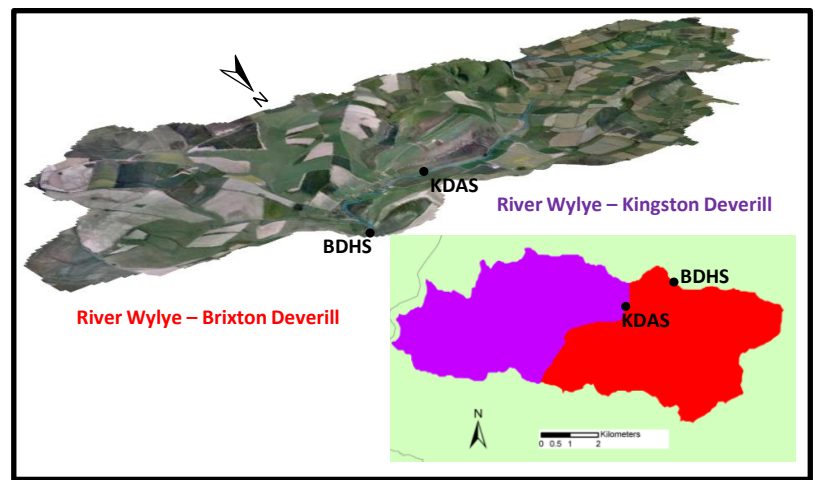 N
KDAS
River Wylye – Kingston Deverill
BDHS
River Wylye – Brixton Deverill
BDHS
KDAS
N
Kilometers
0 0.5 1 2